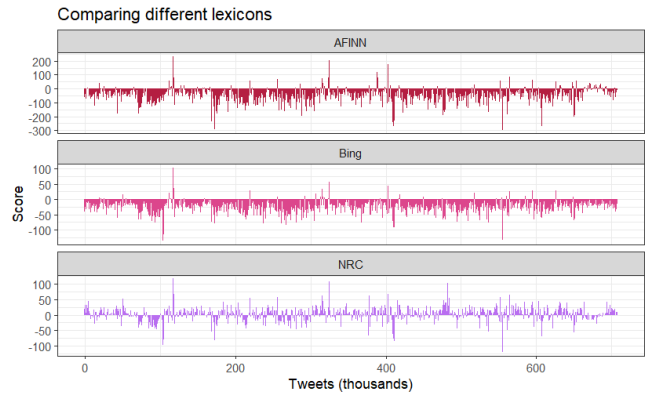 Comparing different lexicons
AFINN
200
100
0
-100
-200
-300
Bing
100
50
0
-50
-100
NRC
100
50
0
-50
-100
Score
0 200 400 600
Tweets (thousands)